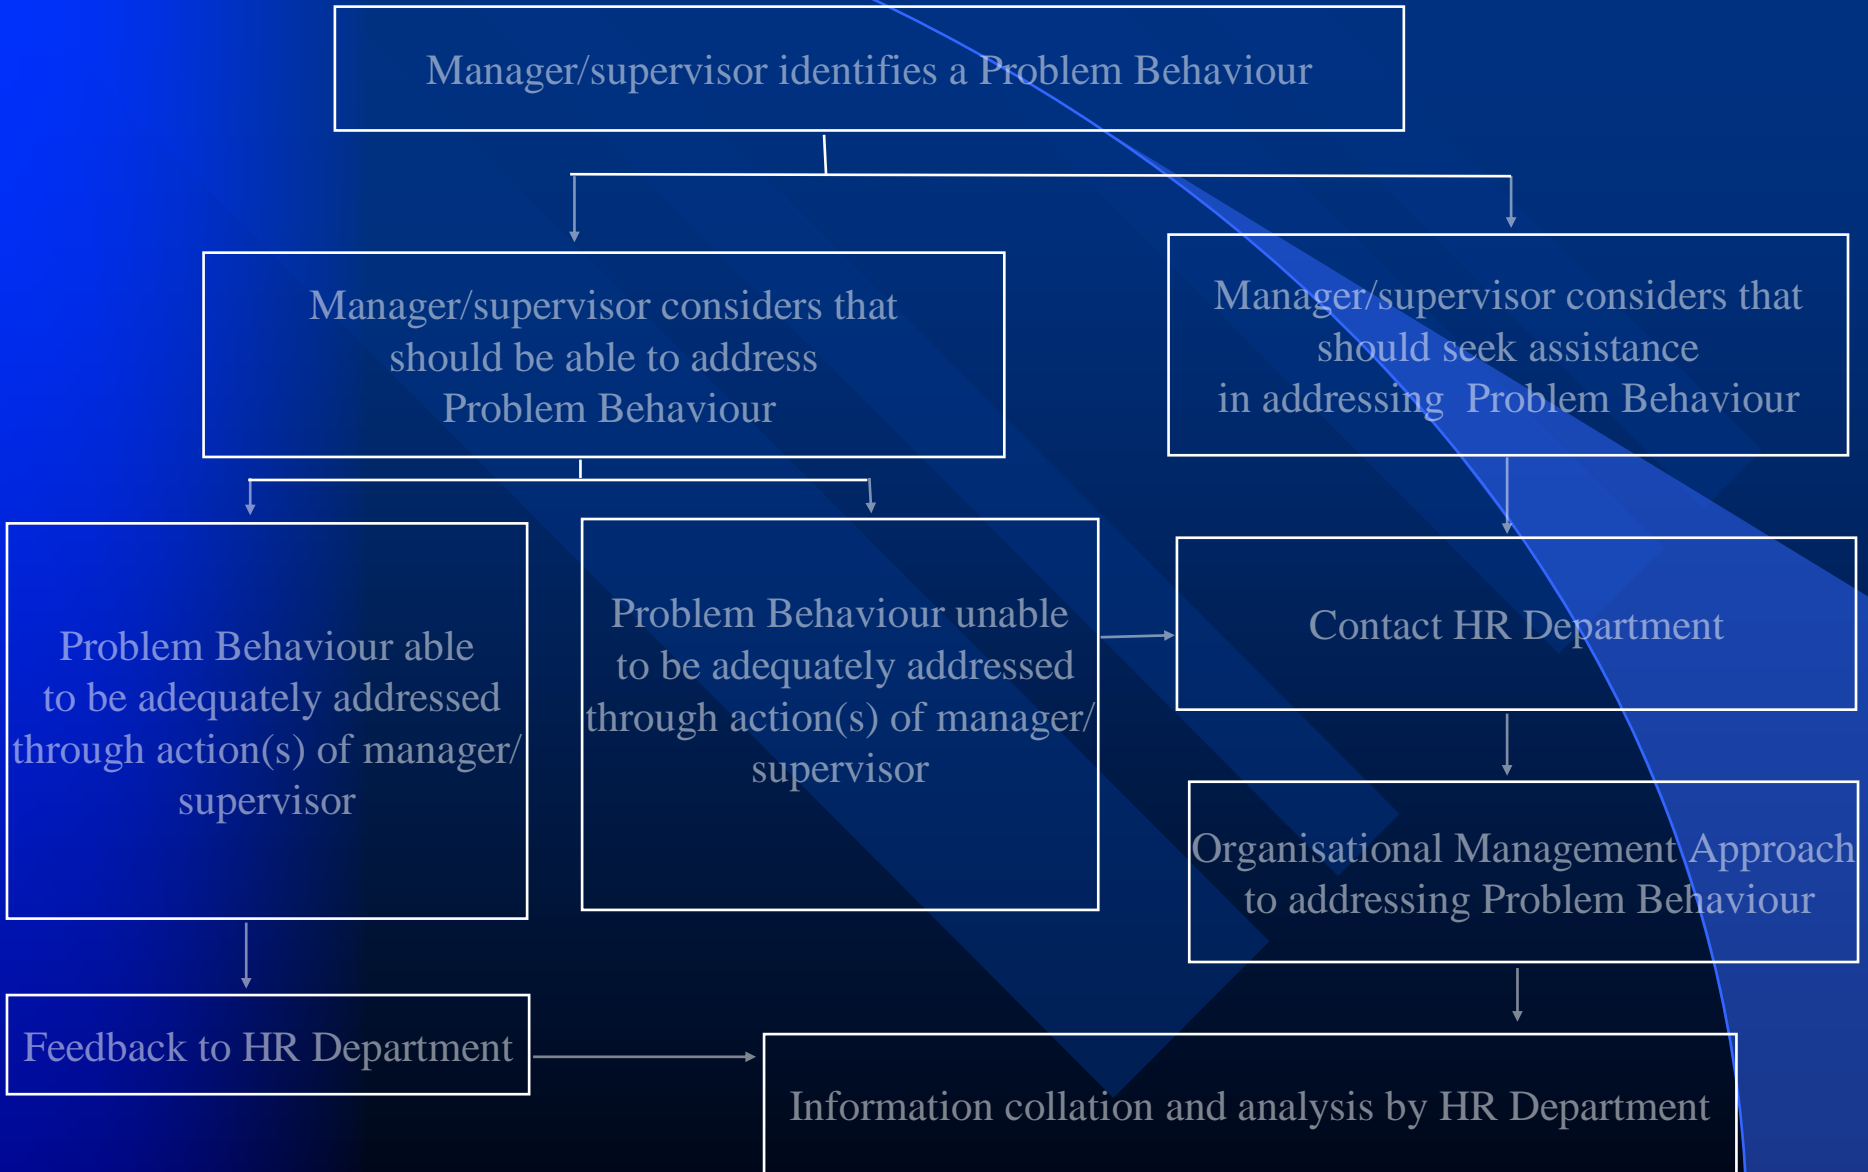 Manager/supervisor identifies a Problem Behaviour
Manager/supervisor considers that
should be able to address
Problem Behaviour
Manager/supervisor considers that
should seek assistance
in addressing  Problem Behaviour
Problem Behaviour able
to be adequately addressed
through action(s) of manager/
supervisor
Problem Behaviour unable
to be adequately addressed
through action(s) of manager/
supervisor
Contact HR Department
Organisational Management Approach
to addressing Problem Behaviour
Feedback to HR Department
Information collation and analysis by HR Department